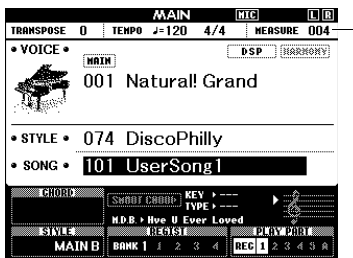 MAIN MIC L R
TRANSPOSE 0 TEMPO ♩=120 4/4 MEASURE 004
• VOICE • DSP HARMONY
MAIN
001 Natural! Grand
• STYLE • 074 DiscoPhilly
• SONG • 101 UserSong1
CHORD
SMART CHORD KEY ▶ ---
TYPE ▶ ---
M.D.B. ▶ Hve U Ever Loved
STYLE REGIST PLAY PART
MAIN B BANK 1 1 2 3 4 REG 1 2 3 4 5 A